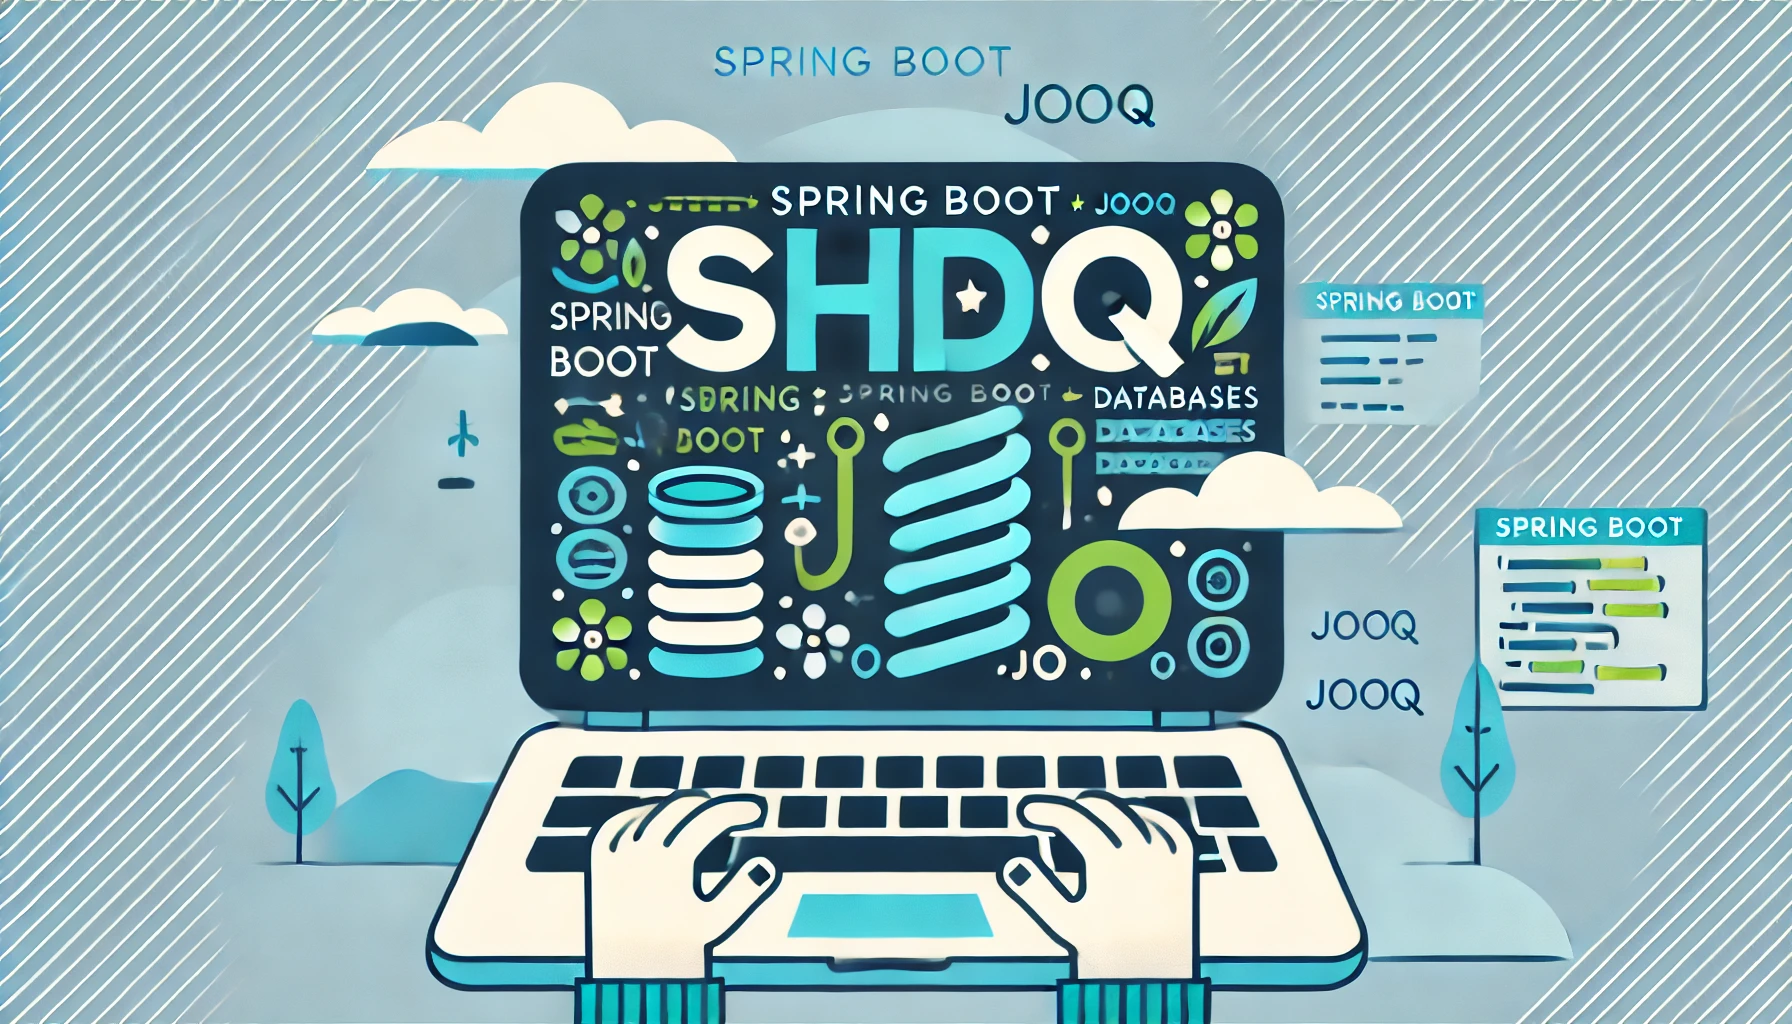 SPRING BOOT
JOOQ
SPRING BOOT JOOQ
SHDQ
SPRING
BOOT
SPRING BOOT
SBRING SPRING BOOT DATABASES
BOOT
SPRING BOOT
JOOQ
JO
JOOQ